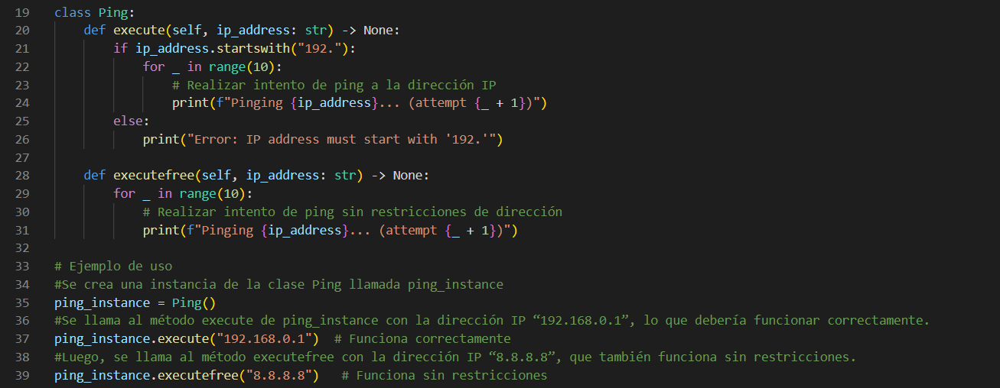 19 class Ping:
20     def execute(self, ip_address: str) -> None:
21         if ip_address.startswith("192."):
22             for _ in range(10):
23                 # Realizar intento de ping a la dirección IP
24                 print(f"Pinging {ip_address}... (attempt {_ + 1})")
25         else:
26             print("Error: IP address must start with '192.'")
27
28     def executefree(self, ip_address: str) -> None:
29         for _ in range(10):
30             # Realizar intento de ping sin restricciones de dirección
31             print(f"Pinging {ip_address}... (attempt {_ + 1})")
32
33 # Ejemplo de uso
34 #Se crea una instancia de la clase Ping llamada ping_instance
35 ping_instance = Ping()
36 #Se llama al método execute de ping_instance con la dirección IP “192.168.0.1”, lo que debería funcionar correctamente.
37 ping_instance.execute("192.168.0.1")  # Funciona correctamente
38 #Luego, se llama al método executefree con la dirección IP “8.8.8.8”, que también funciona sin restricciones.
39 ping_instance.executefree("8.8.8.8")   # Funciona sin restricciones